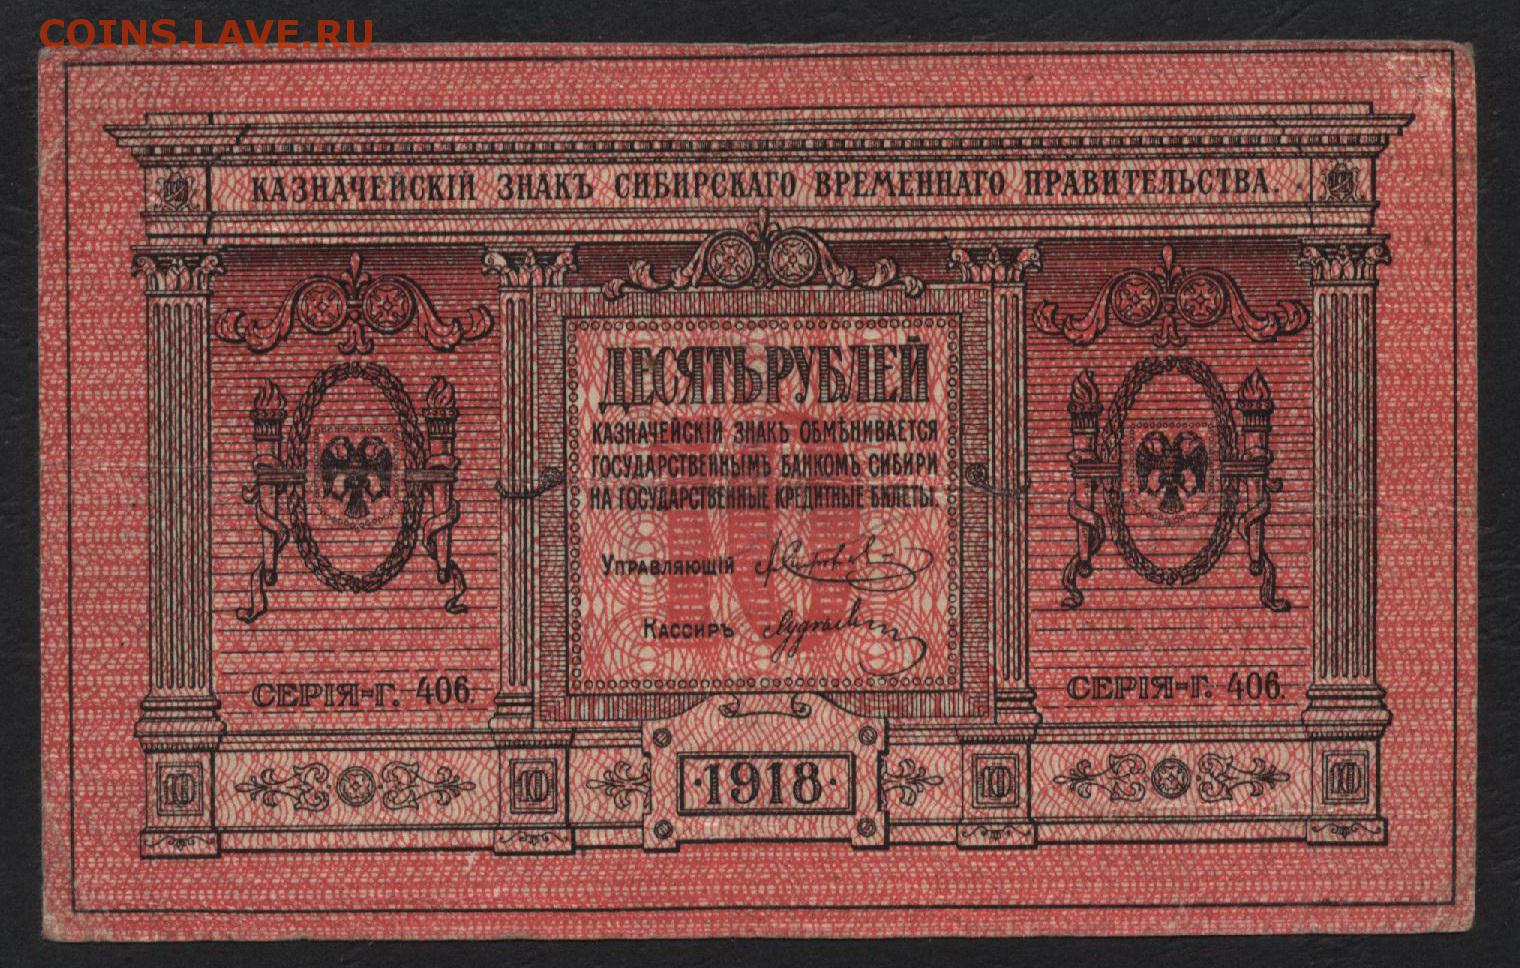 COINS.LAVE.RU
КАЗНАЧЕЙСКІЙ ЗНАКЪ СИБИРСКАГО ВРЕМЕННАГО ПРАВИТЕЛЬСТВА.
ДЕСЯТЬ РУБЛЕЙ
КАЗНАЧЕЙСКІЙ ЗНАКЪ ОБМѢНИВАЕТСЯ
ГОСУДАРСТВЕННЫМЪ БАНКОМЪ СИБИРИ
НА ГОСУДАРСТВЕННЫЕ КРЕДИТНЫЕ БИЛЕТЫ.
10
УПРАВЛЯЮЩІЙ
КАССИРЪ
СЕРІЯ-Г. 406.
СЕРІЯ-Г. 406.
10
10
·1918·
10
10